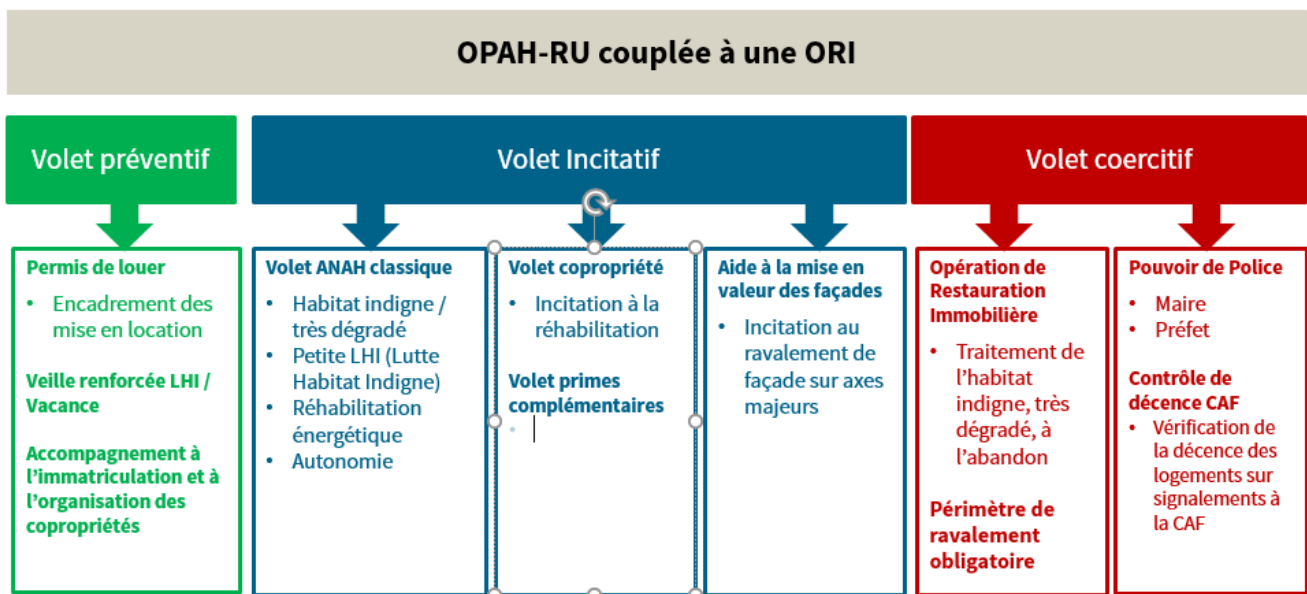 OPAH-RU couplée à une ORI
Volet préventif
Volet Incitatif
Volet coercitif
Permis de louer
• Encadrement des
mise en location
Veille renforcée LHI /
Vacance
Accompagnement à
l'immatriculation et à
l'organisation des
copropriétés
Volet ANAH classique
• Habitat indigne /
très dégradé
• Petite LHI (Lutte
Habitat Indigne)
• Réhabilitation
énergétique
• Autonomie
Volet copropriété
• Incitation à la
réhabilitation
Volet primes
complémentaires
•
Aide à la mise en
valeur des façades
• Incitation au
ravalement de
façade sur axes
majeurs
Opération de
Restauration
Immobilière
• Traitement de
l'habitat
indigne, très
dégradé, à
l'abandon
Périmètre de
ravalement
obligatoire
Pouvoir de Police
• Maire
• Préfet
Contrôle de
décence CAF
• Vérification de
la décence des
logements sur
signalements à
la CAF